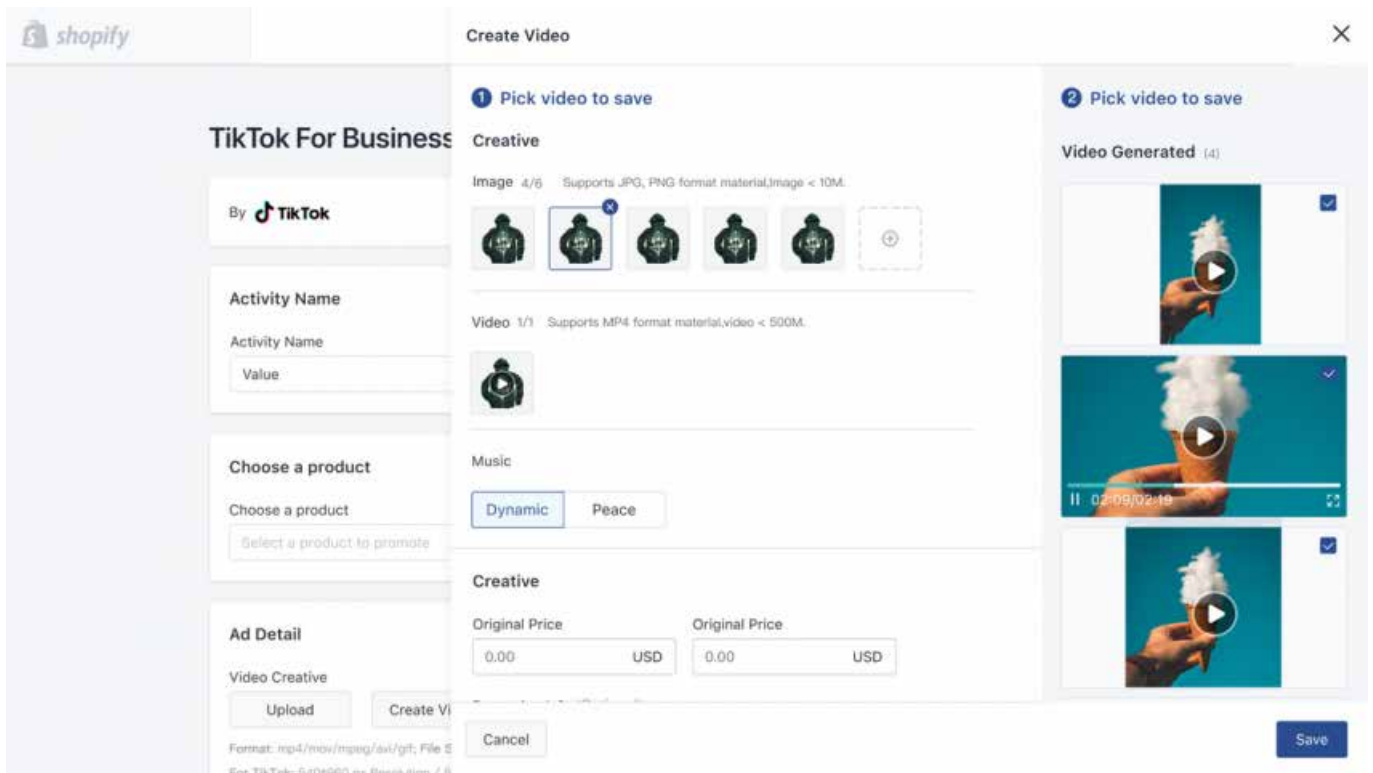 shopify
Create Video
1 Pick video to save
2 Pick video to save
TikTok For Business
Creative
Video Generated (4)
Image 4/6 Supports JPG, PNG format material,Image < 10M.
By TikTok
Activity Name
Video 1/1 Supports MP4 format material,video < 500M.
Activity Name
Value
Music
Choose a product
Dynamic Peace
02:09/02:19
Choose a product
Select a product to promote
Creative
Original Price Original Price
Ad Detail
0.00 USD 0.00 USD
Video Creative
Upload Create Vi
Cancel Save
Format: mp4/mov/mpeg/avi/gif; File S